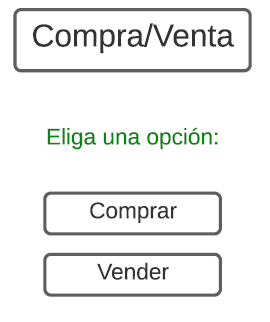 Compra/Venta
Eliga una opción:
Comprar
Vender